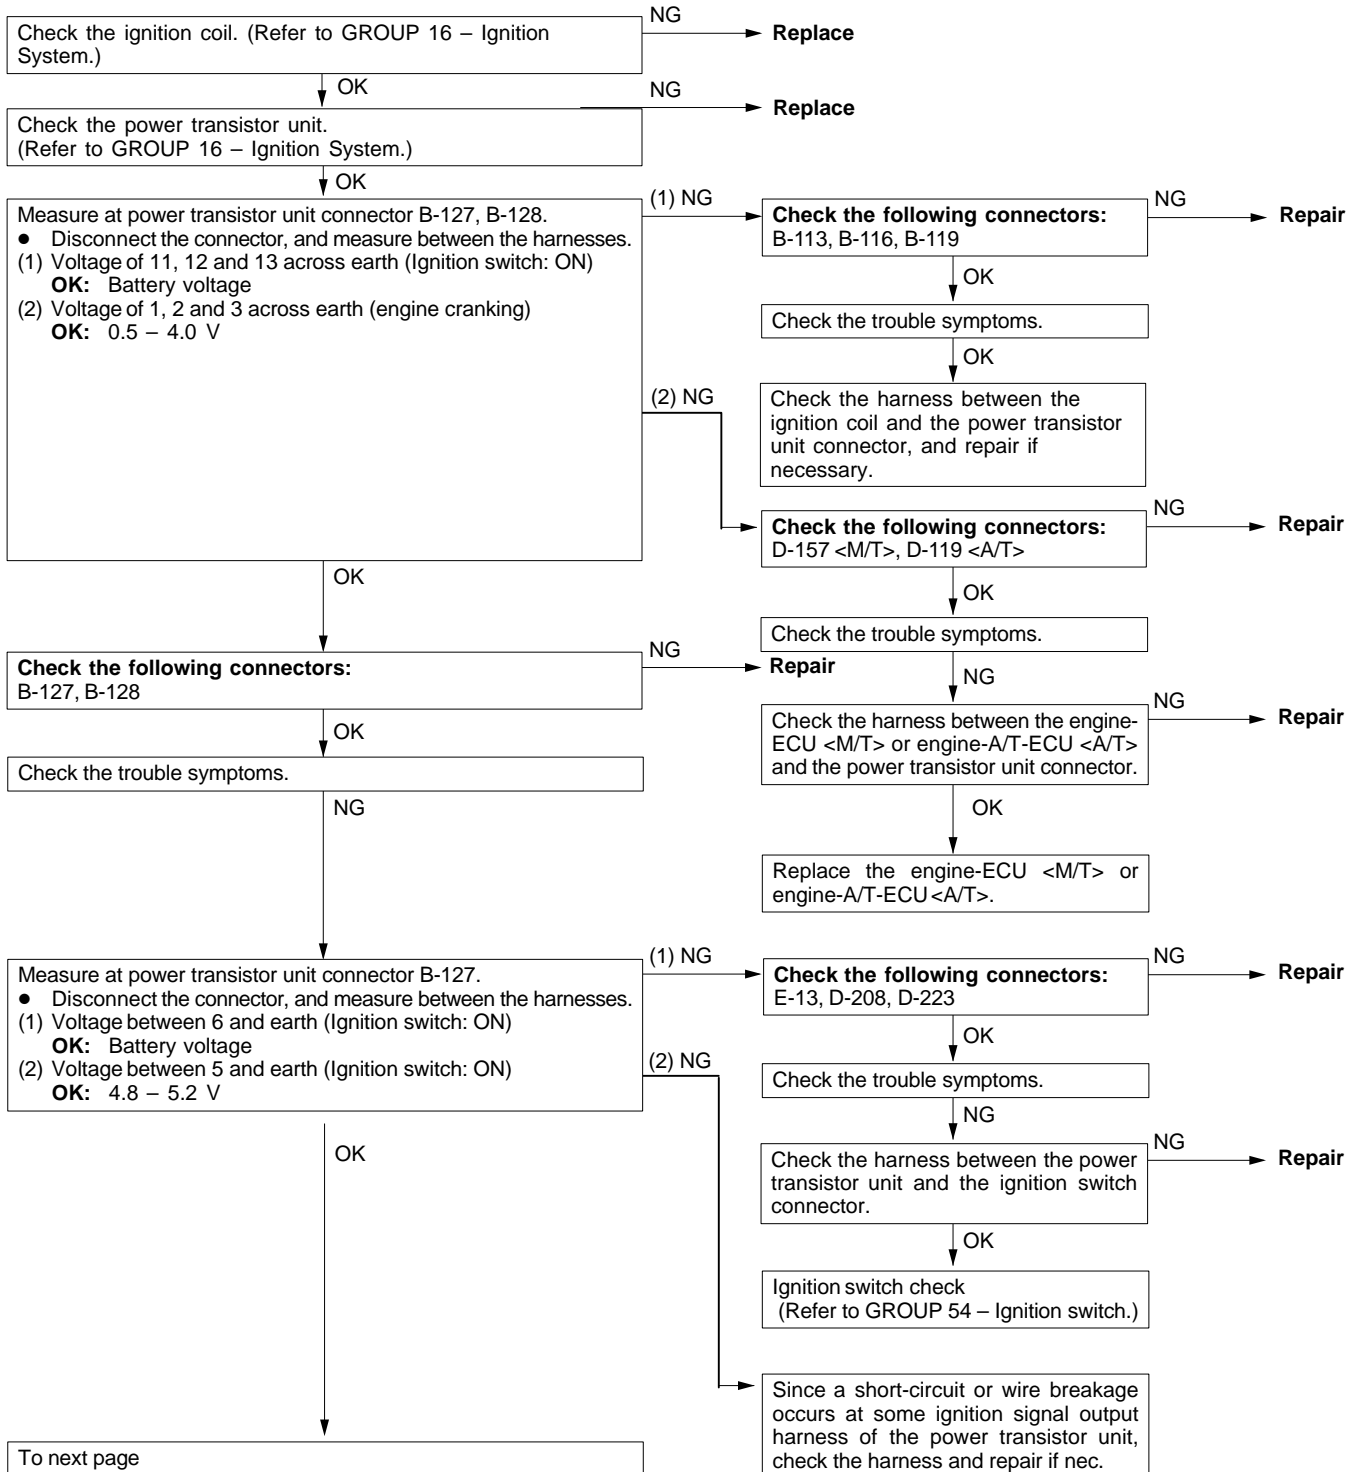 NG
Check the ignition coil. (Refer to GROUP 16 – Ignition
System.)
Replace
OK
NG
Replace
Check the power transistor unit.
(Refer to GROUP 16 – Ignition System.)
OK
Measure at power transistor unit connector B-127, B-128.
● Disconnect the connector, and measure between the harnesses.
(1) Voltage of 11, 12 and 13 across earth (Ignition switch: ON)
OK: Battery voltage
(2) Voltage of 1, 2 and 3 across earth (engine cranking)
OK: 0.5 – 4.0 V
(1) NG
Check the following connectors:
B-113, B-116, B-119
NG
Repair
OK
Check the trouble symptoms.
OK
Check the harness between the
ignition coil and the power transistor
unit connector, and repair if
necessary.
(2) NG
Check the following connectors:
D-157 <M/T>, D-119 <A/T>
NG
Repair
OK
Check the trouble symptoms.
NG
Check the harness between the engine-
ECU <M/T> or engine-A/T-ECU <A/T>
and the power transistor unit connector.
NG
Repair
OK
Replace the engine-ECU <M/T> or
engine-A/T-ECU<A/T>.
OK
Check the following connectors:
B-127, B-128
NG
Repair
OK
Check the trouble symptoms.
NG
Measure at power transistor unit connector B-127.
● Disconnect the connector, and measure between the harnesses.
(1) Voltage between 6 and earth (Ignition switch: ON)
OK: Battery voltage
(2) Voltage between 5 and earth (Ignition switch: ON)
OK: 4.8 – 5.2 V
(1) NG
Check the following connectors:
E-13, D-208, D-223
NG
Repair
OK
Check the trouble symptoms.
NG
Check the harness between the power
transistor unit and the ignition switch
connector.
NG
Repair
OK
Ignition switch check
(Refer to GROUP 54 – Ignition switch.)
(2) NG
Since a short-circuit or wire breakage
occurs at some ignition signal output
harness of the power transistor unit,
check the harness and repair if nec.
OK
To next page